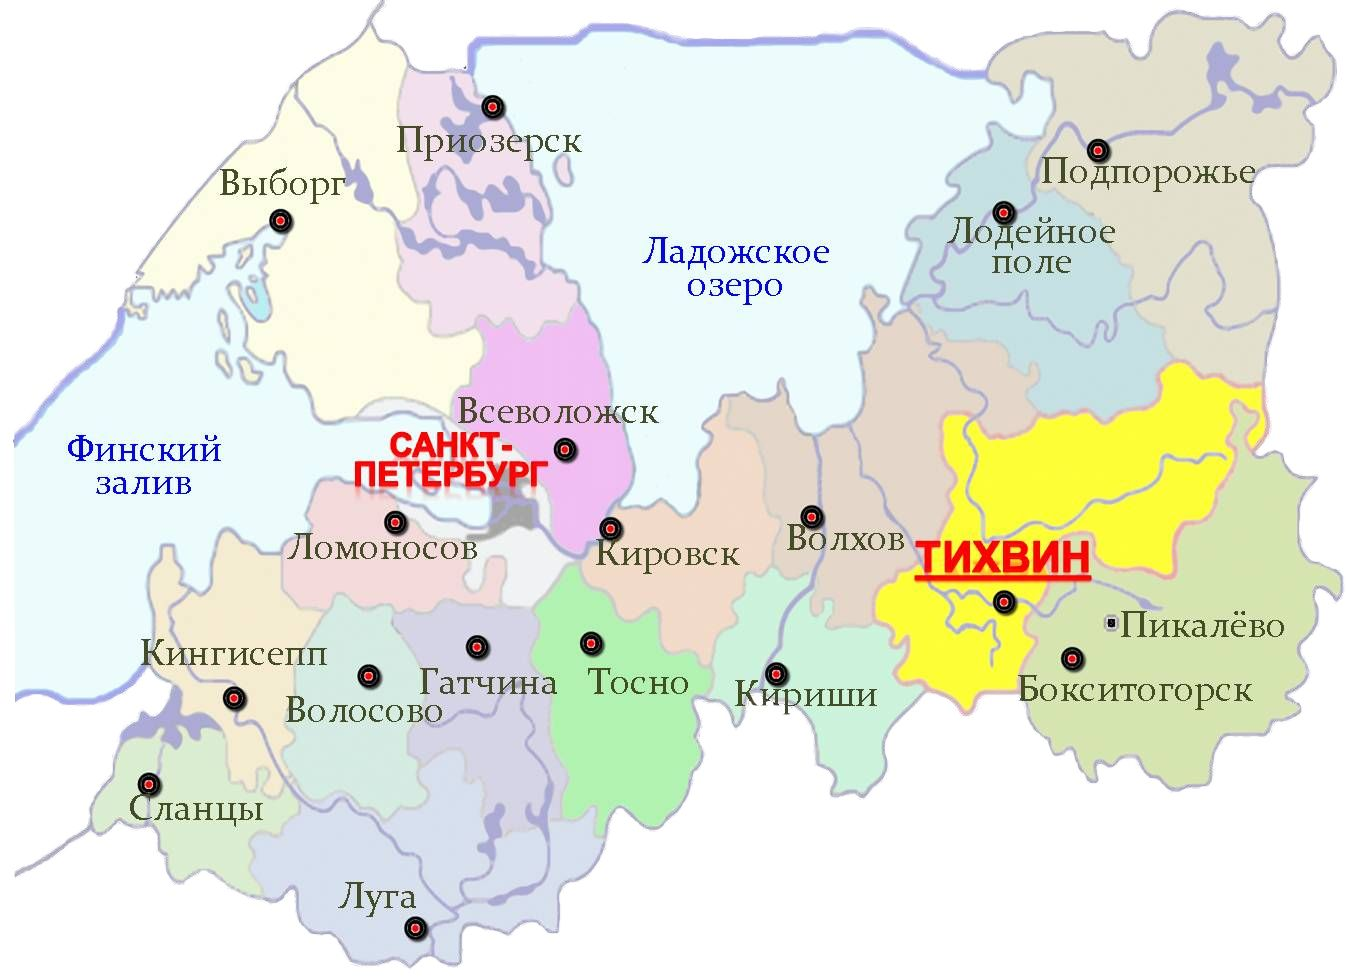 Приозерск
Выборг
Подпорожье
Лодейное
поле
Ладожское
озеро
Всеволожск
САНКТ-
ПЕТЕРБУРГ
Финский
залив
Ломоносов
Кировск
Волхов
ТИХВИН
Пикалёво
Кингисепп
Волосово
Гатчина
Тосно
Кириши
Бокситогорск
Сланцы
Луга